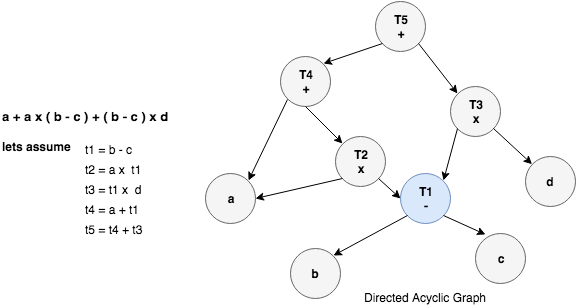 T5
+
T4
+
T3
x
a + a x ( b - c ) + ( b - c ) x d
lets assume
t1 = b - c
t2 = a x t1
t3 = t1 x d
t4 = a + t1
t5 = t4 + t3
T2
x
a
T1
-
d
b
c
Directed Acyclic Graph